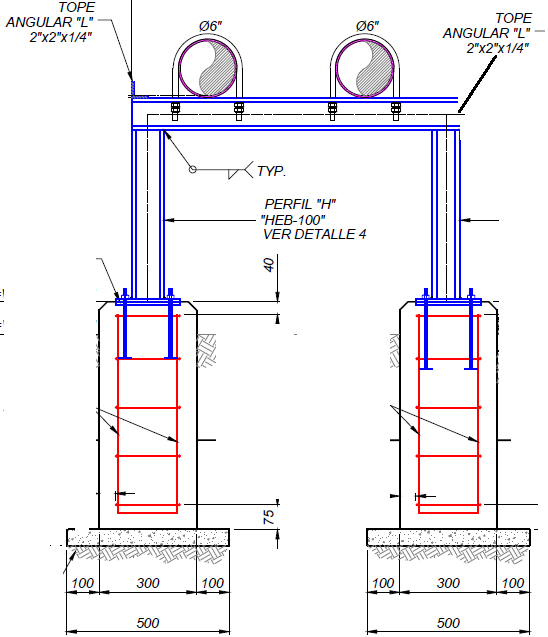 TOPE
ANGULAR "L"
2"x2"x1/4"
Ø6"
Ø6"
TOPE
ANGULAR "L"
2"x2"x1/4"
TYP.
PERFIL "H"
"HEB-100"
VER DETALLE 4
40
75
100 300 100
500
100 300 100
500